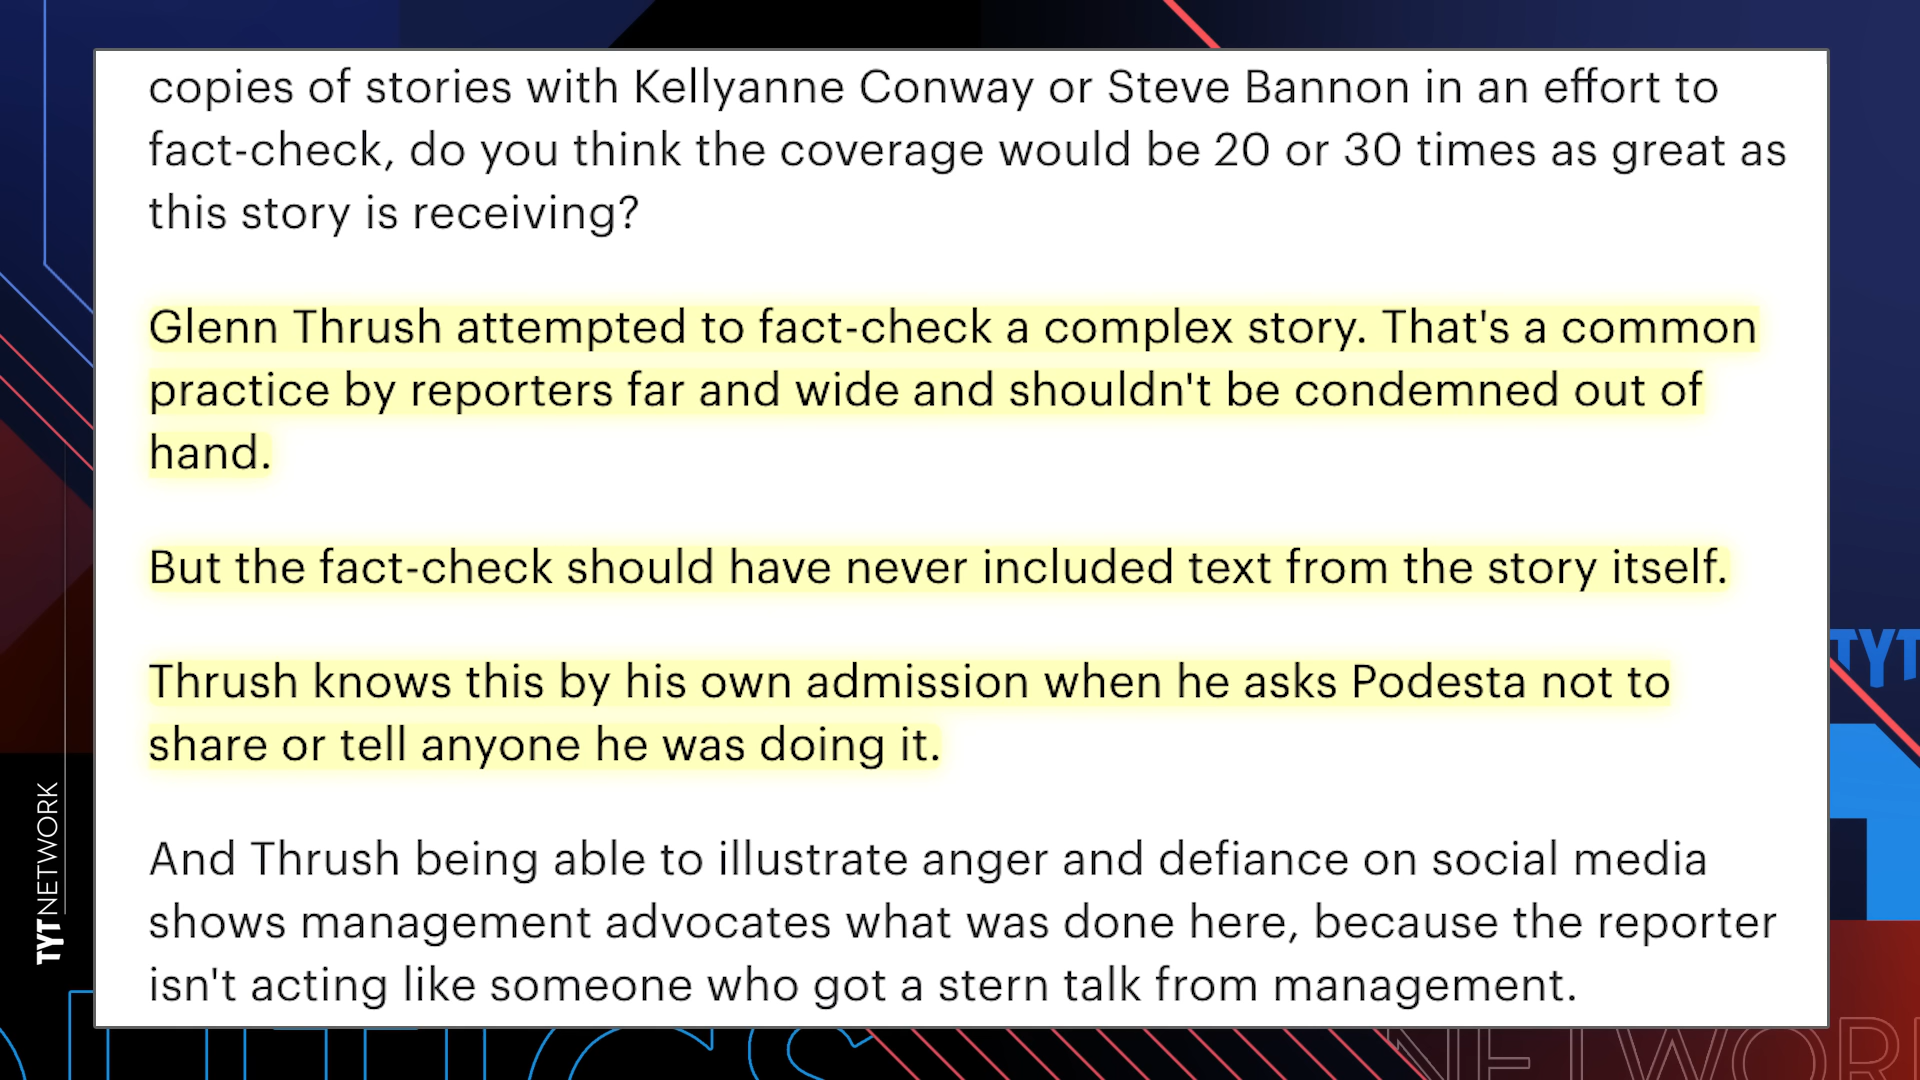 copies of stories with Kellyanne Conway or Steve Bannon in an effort to
fact-check, do you think the coverage would be 20 or 30 times as great as
this story is receiving?
Glenn Thrush attempted to fact-check a complex story. That's a common
practice by reporters far and wide and shouldn't be condemned out of
hand.
But the fact-check should have never included text from the story itself.
Thrush knows this by his own admission when he asks Podesta not to
share or tell anyone he was doing it.
And Thrush being able to illustrate anger and defiance on social media
shows management advocates what was done here, because the reporter
isn't acting like someone who got a stern talk from management.
TYTNETWORK
TYT
NETWOR